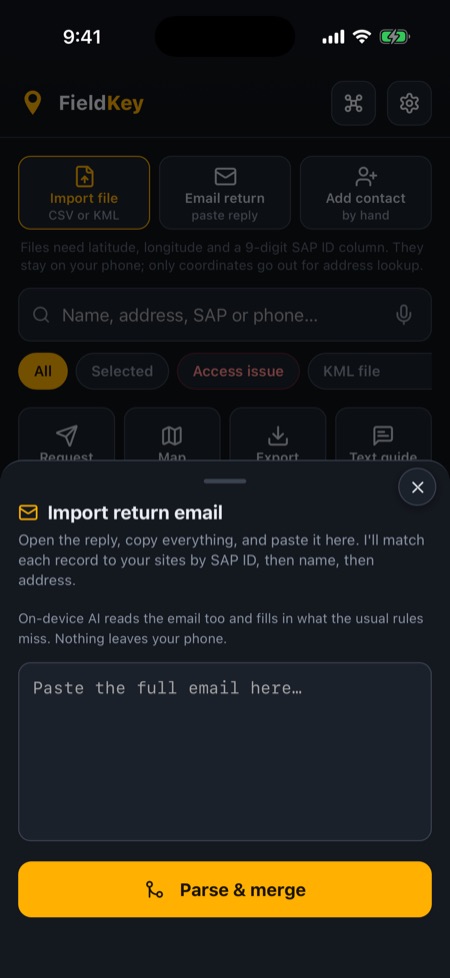 9:41
FieldKey
Import file
CSV or KML
Email return
paste reply
Add contact
by hand
Files need latitude, longitude and a 9-digit SAP ID column. They
stay on your phone; only coordinates go out for address lookup.
Name, address, SAP or phone...
All
Selected
Access issue
KML file
Request
Map
Export
Text guide
Import return email
Open the reply, copy everything, and paste it here. I'll match
each record to your sites by SAP ID, then name, then
address.
On-device AI reads the email too and fills in what the usual rules
miss. Nothing leaves your phone.
Paste the full email here…
Parse & merge